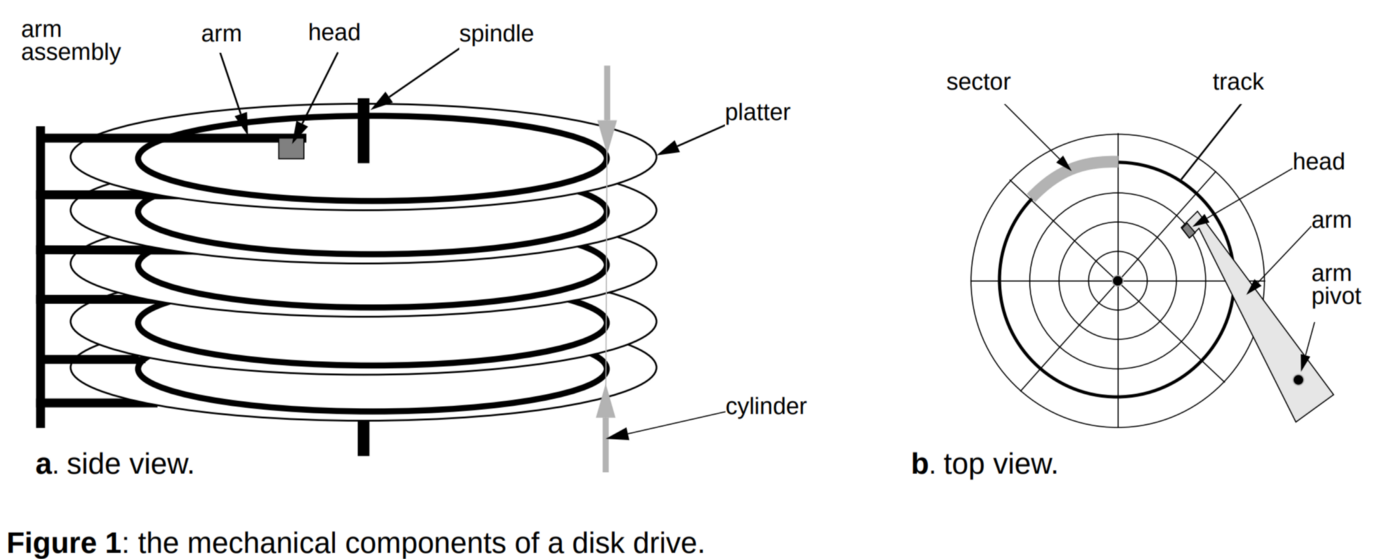 arm
assembly
arm
head
spindle
platter
cylinder
a. side view.
sector
track
head
arm
arm
pivot
b. top view.
Figure 1: the mechanical components of a disk drive.